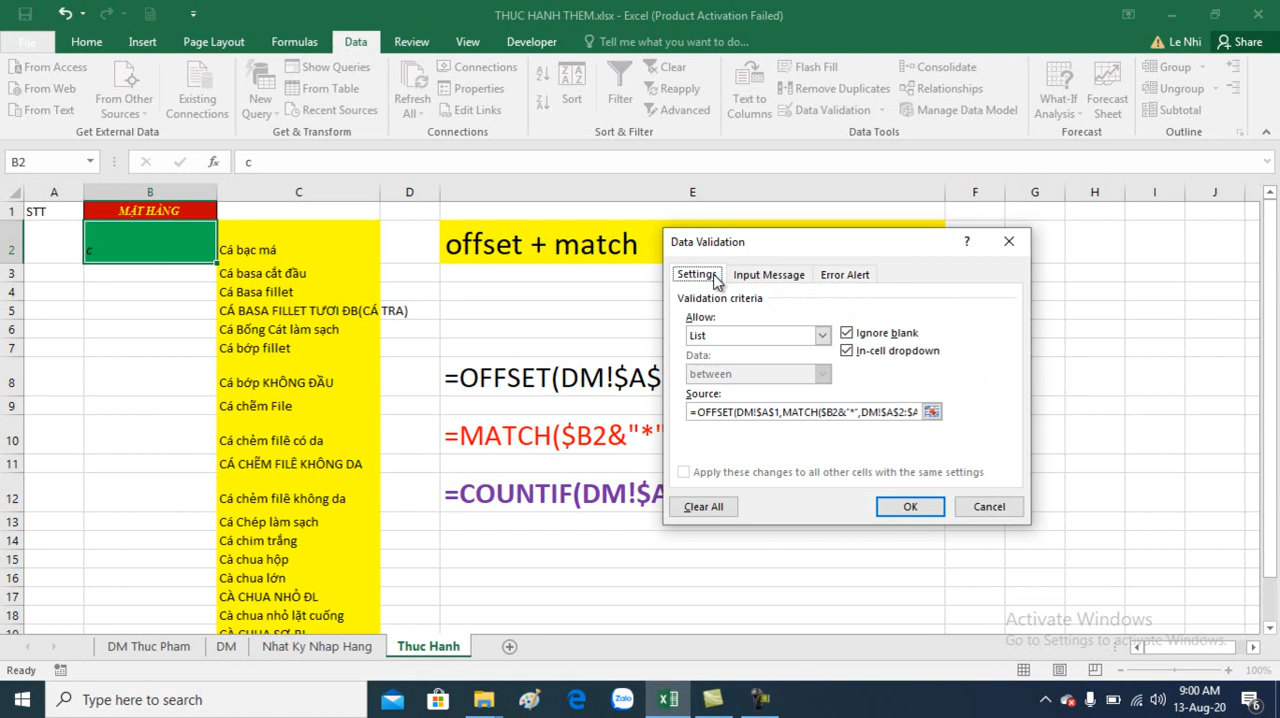 THUC HANH THEM.xlsx - Excel (Product Activation Failed)
File Home Insert Page Layout Formulas Data Review View Developer Tell me what you want to do... Le Nhi Share
From Access
From Web
From Text
From Other Sources
Existing Connections
Get External Data
New Query
Show Queries
From Table
Recent Sources
Get & Transform
Refresh All
Connections
Properties
Edit Links
Connections
Sort
Filter
Clear
Reapply
Advanced
Sort & Filter
Text to Columns
Flash Fill
Remove Duplicates
Data Validation
Consolidate
Relationships
Manage Data Model
Data Tools
What-If Analysis
Forecast Sheet
Forecast
Group
Ungroup
Subtotal
Outline
B2 fx c
A B C D E F G H I J
1 STT MẶT HÀNG
2 c Cá bạc má offset + match
3 Cá basa cắt đầu
4 Cá Basa fillet
5 CÁ BASA FILLET TƯƠI ĐB(CÁ TRA)
6 Cá Bống Cát làm sạch
7 Cá bớp fillet
8 Cá bớp KHÔNG ĐẦU =OFFSET(DM!$A$
9 Cá chẽm File
10 Cá chẻm filê có da =MATCH($B2&"*"
11 CÁ CHẼM FILÊ KHÔNG DA
12 Cá chẻm filê không da =COUNTIF(DM!$A
13 Cá Chép làm sạch
14 Cá chim trắng
15 Cà chua hộp
16 Cà chua lớn
17 CÀ CHUA NHỎ ĐL
18 Cà chua nhỏ lặt cuống
Data Validation ?
Settings Input Message Error Alert
Validation criteria
Allow:
List
Ignore blank
In-cell dropdown
Data:
between
Source:
=OFFSET(DM!$A$1,MATCH($B2&"*",DM!$A$2:$A
Apply these changes to all other cells with the same settings
Clear All OK Cancel
Activate Windows
Go to Settings to activate Windows.
DM Thuc Pham DM Nhat Ky Nhap Hang Thuc Hanh
Ready 100%
Type here to search
Zalo
9:00 AM
13-Aug-20
6